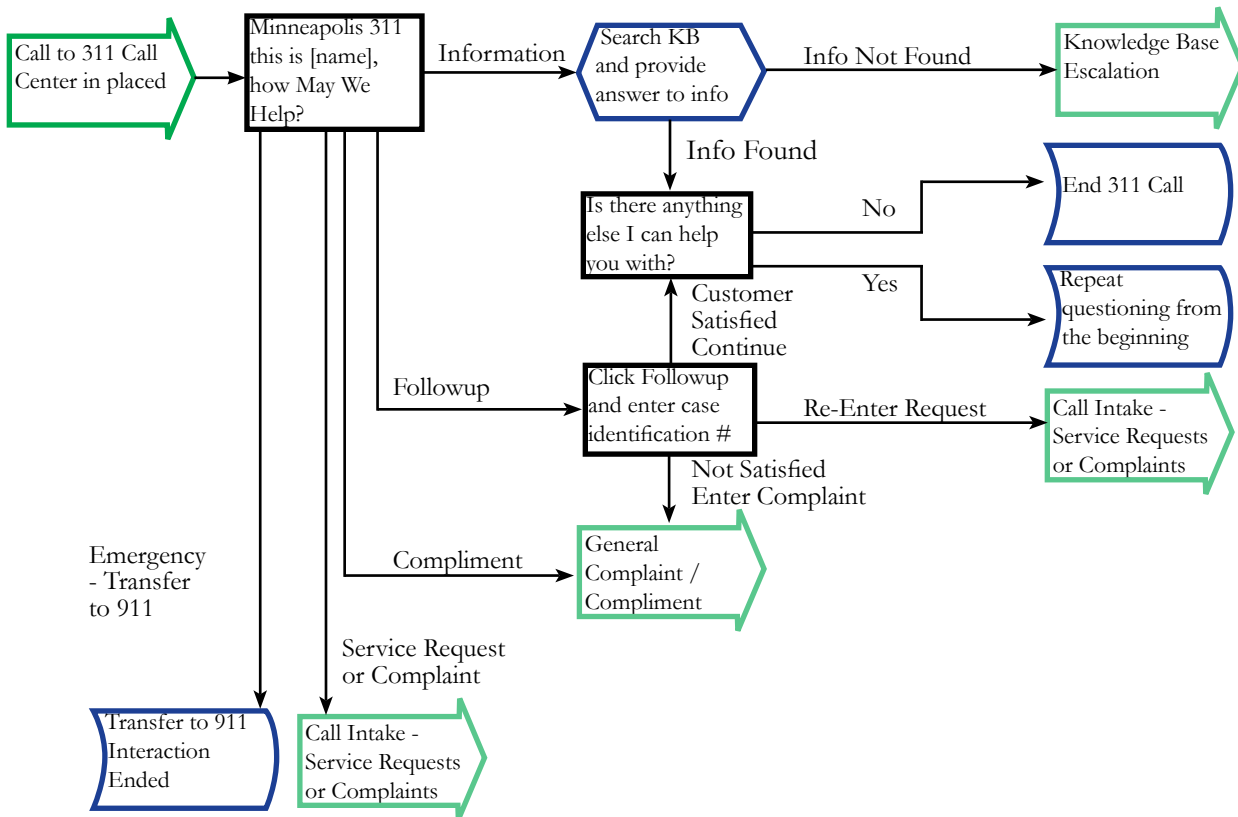 Call to 311 Call
Center in placed
Minneapolis 311
this is [name],
how May We
Help?
Information
Search KB
and provide
answer to info
Info Not Found
Knowledge Base
Escalation
Info Found
Is there anything
else I can help
you with?
No
End 311 Call
Yes
Repeat
questioning from
the beginning
Customer
Satisfied
Continue
Followup
Click Followup
and enter case
identification #
Re-Enter Request
Call Intake -
Service Requests
or Complaints
Not Satisfied
Enter Complaint
Compliment
General
Complaint /
Compliment
Emergency
- Transfer
to 911
Service Request
or Complaint
Transfer to 911
Interaction
Ended
Call Intake -
Service Requests
or Complaints